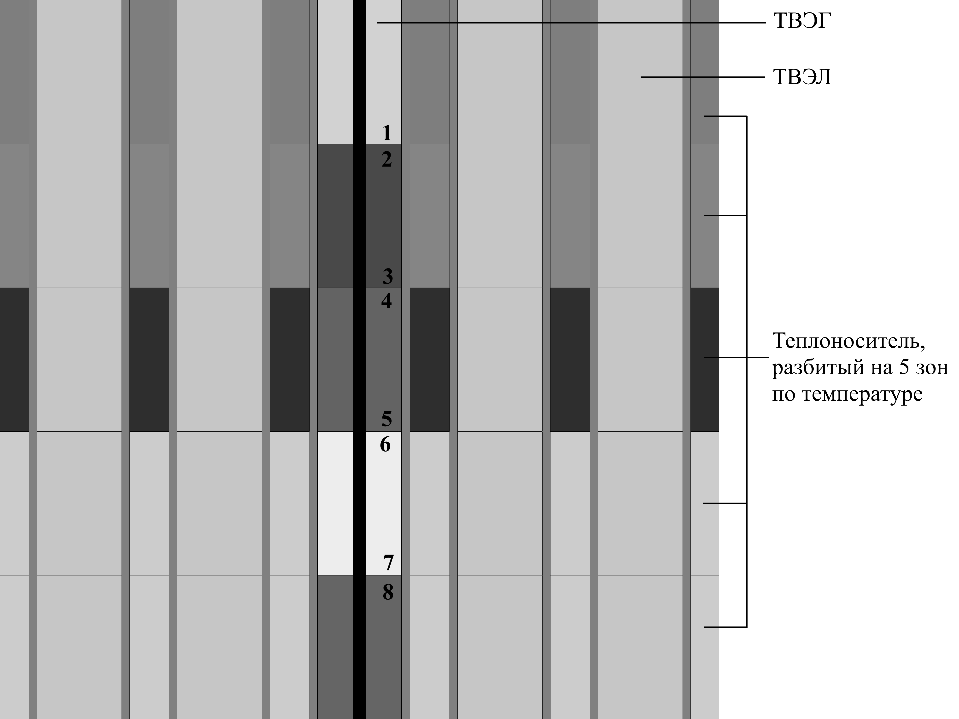 ТВЭГ
ТВЭЛ
1
2
3
4
Теплоноситель,
разбитый на 5 зон
по температуре
5
6
7
8